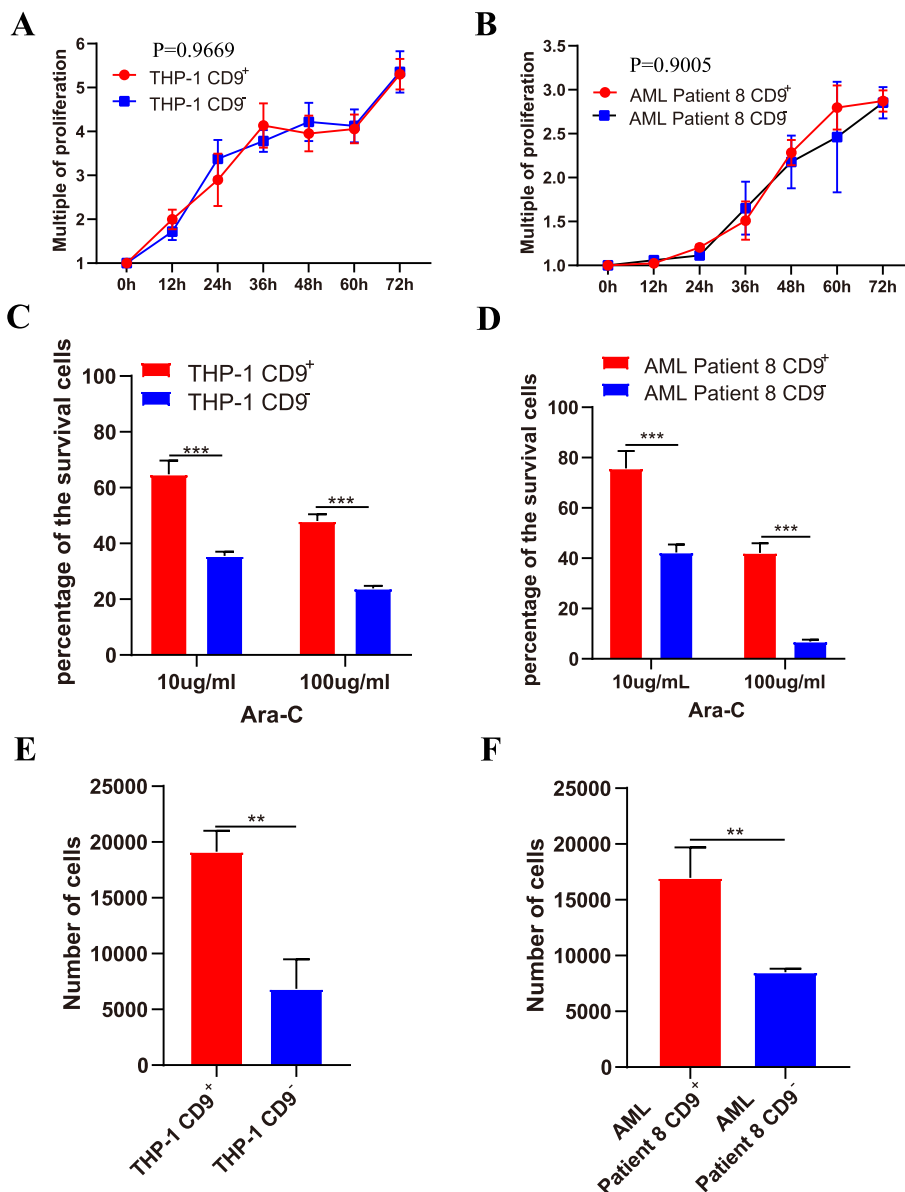 A
P=0.9669
THP-1 CD9+
THP-1 CD9-
Multiple of proliferation
6
5
4
3
2
1
0h 12h 24h 36h 48h 60h 72h
B
P=0.9005
AML Patient 8 CD9+
AML Patient 8 CD9-
Multiple of proliferation
3.5
3.0
2.5
2.0
1.5
1.0
0h 12h 24h 36h 48h 60h 72h
C
THP-1 CD9+
THP-1 CD9-
percentage of the survival cells
100
80
60
40
20
0
***
***
10ug/ml 100ug/ml
Ara-C
D
AML Patient 8 CD9+
AML Patient 8 CD9-
percentage of the survival cells
100
80
60
40
20
0
***
***
10ug/mL 100ug/ml
Ara-C
E
Number of cells
25000
20000
15000
10000
5000
0
**
THP-1 CD9+
THP-1 CD9-
F
Number of cells
25000
20000
15000
10000
5000
0
**
AML
Patient 8 CD9+
AML
Patient 8 CD9-